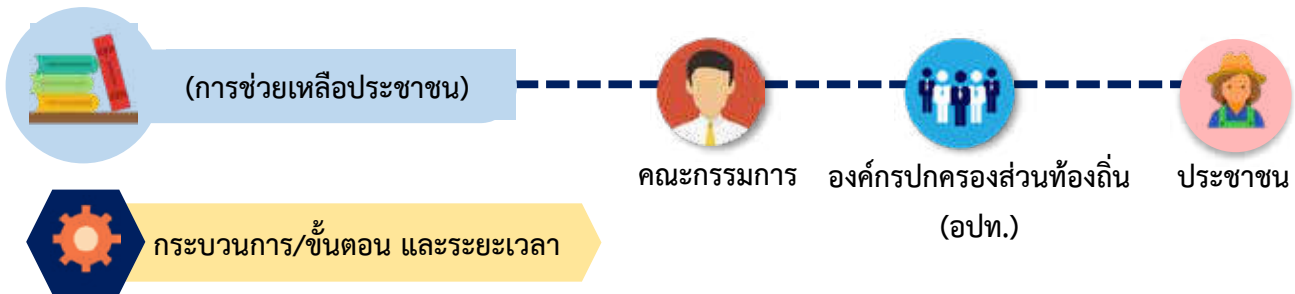 (การช่วยเหลือประชาชน)
คณะกรรมการ
องค์กรปกครองส่วนท้องถิ่น
(อปท.)
ประชาชน
กระบวนการ/ขั้นตอน และระยะเวลา